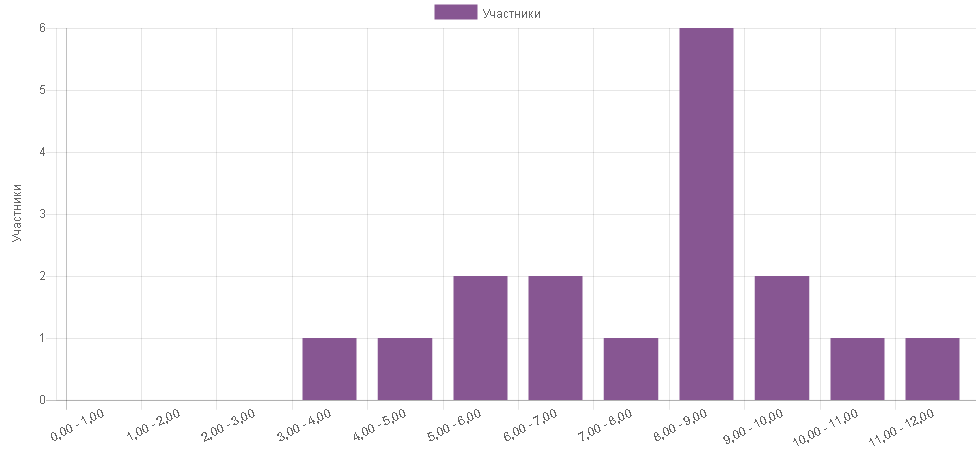 Участники
6
5
4
3
2
1
0
Участники
0,00 - 1,00
1,00 - 2,00
2,00 - 3,00
3,00 - 4,00
4,00 - 5,00
5,00 - 6,00
6,00 - 7,00
7,00 - 8,00
8,00 - 9,00
9,00 - 10,00
10,00 - 11,00
11,00 - 12,00